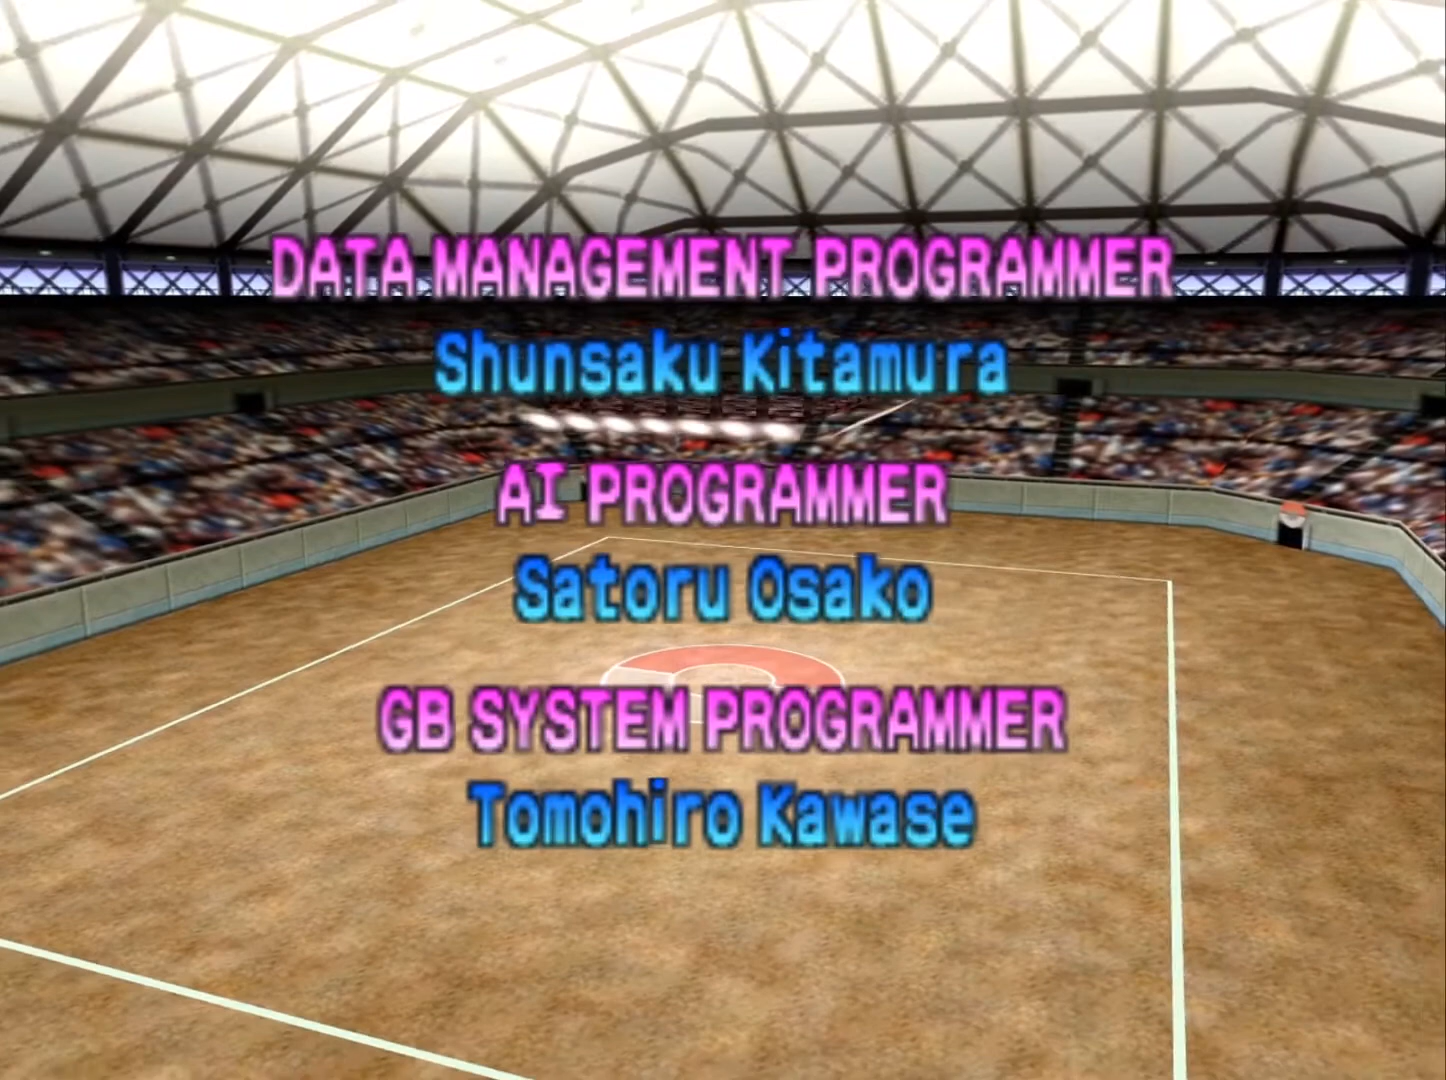 DATA MANAGEMENT PROGRAMMER
Shunsaku Kitamura
AI PROGRAMMER
Satoru Osako
GB SYSTEM PROGRAMMER
Tomohiro Kawase